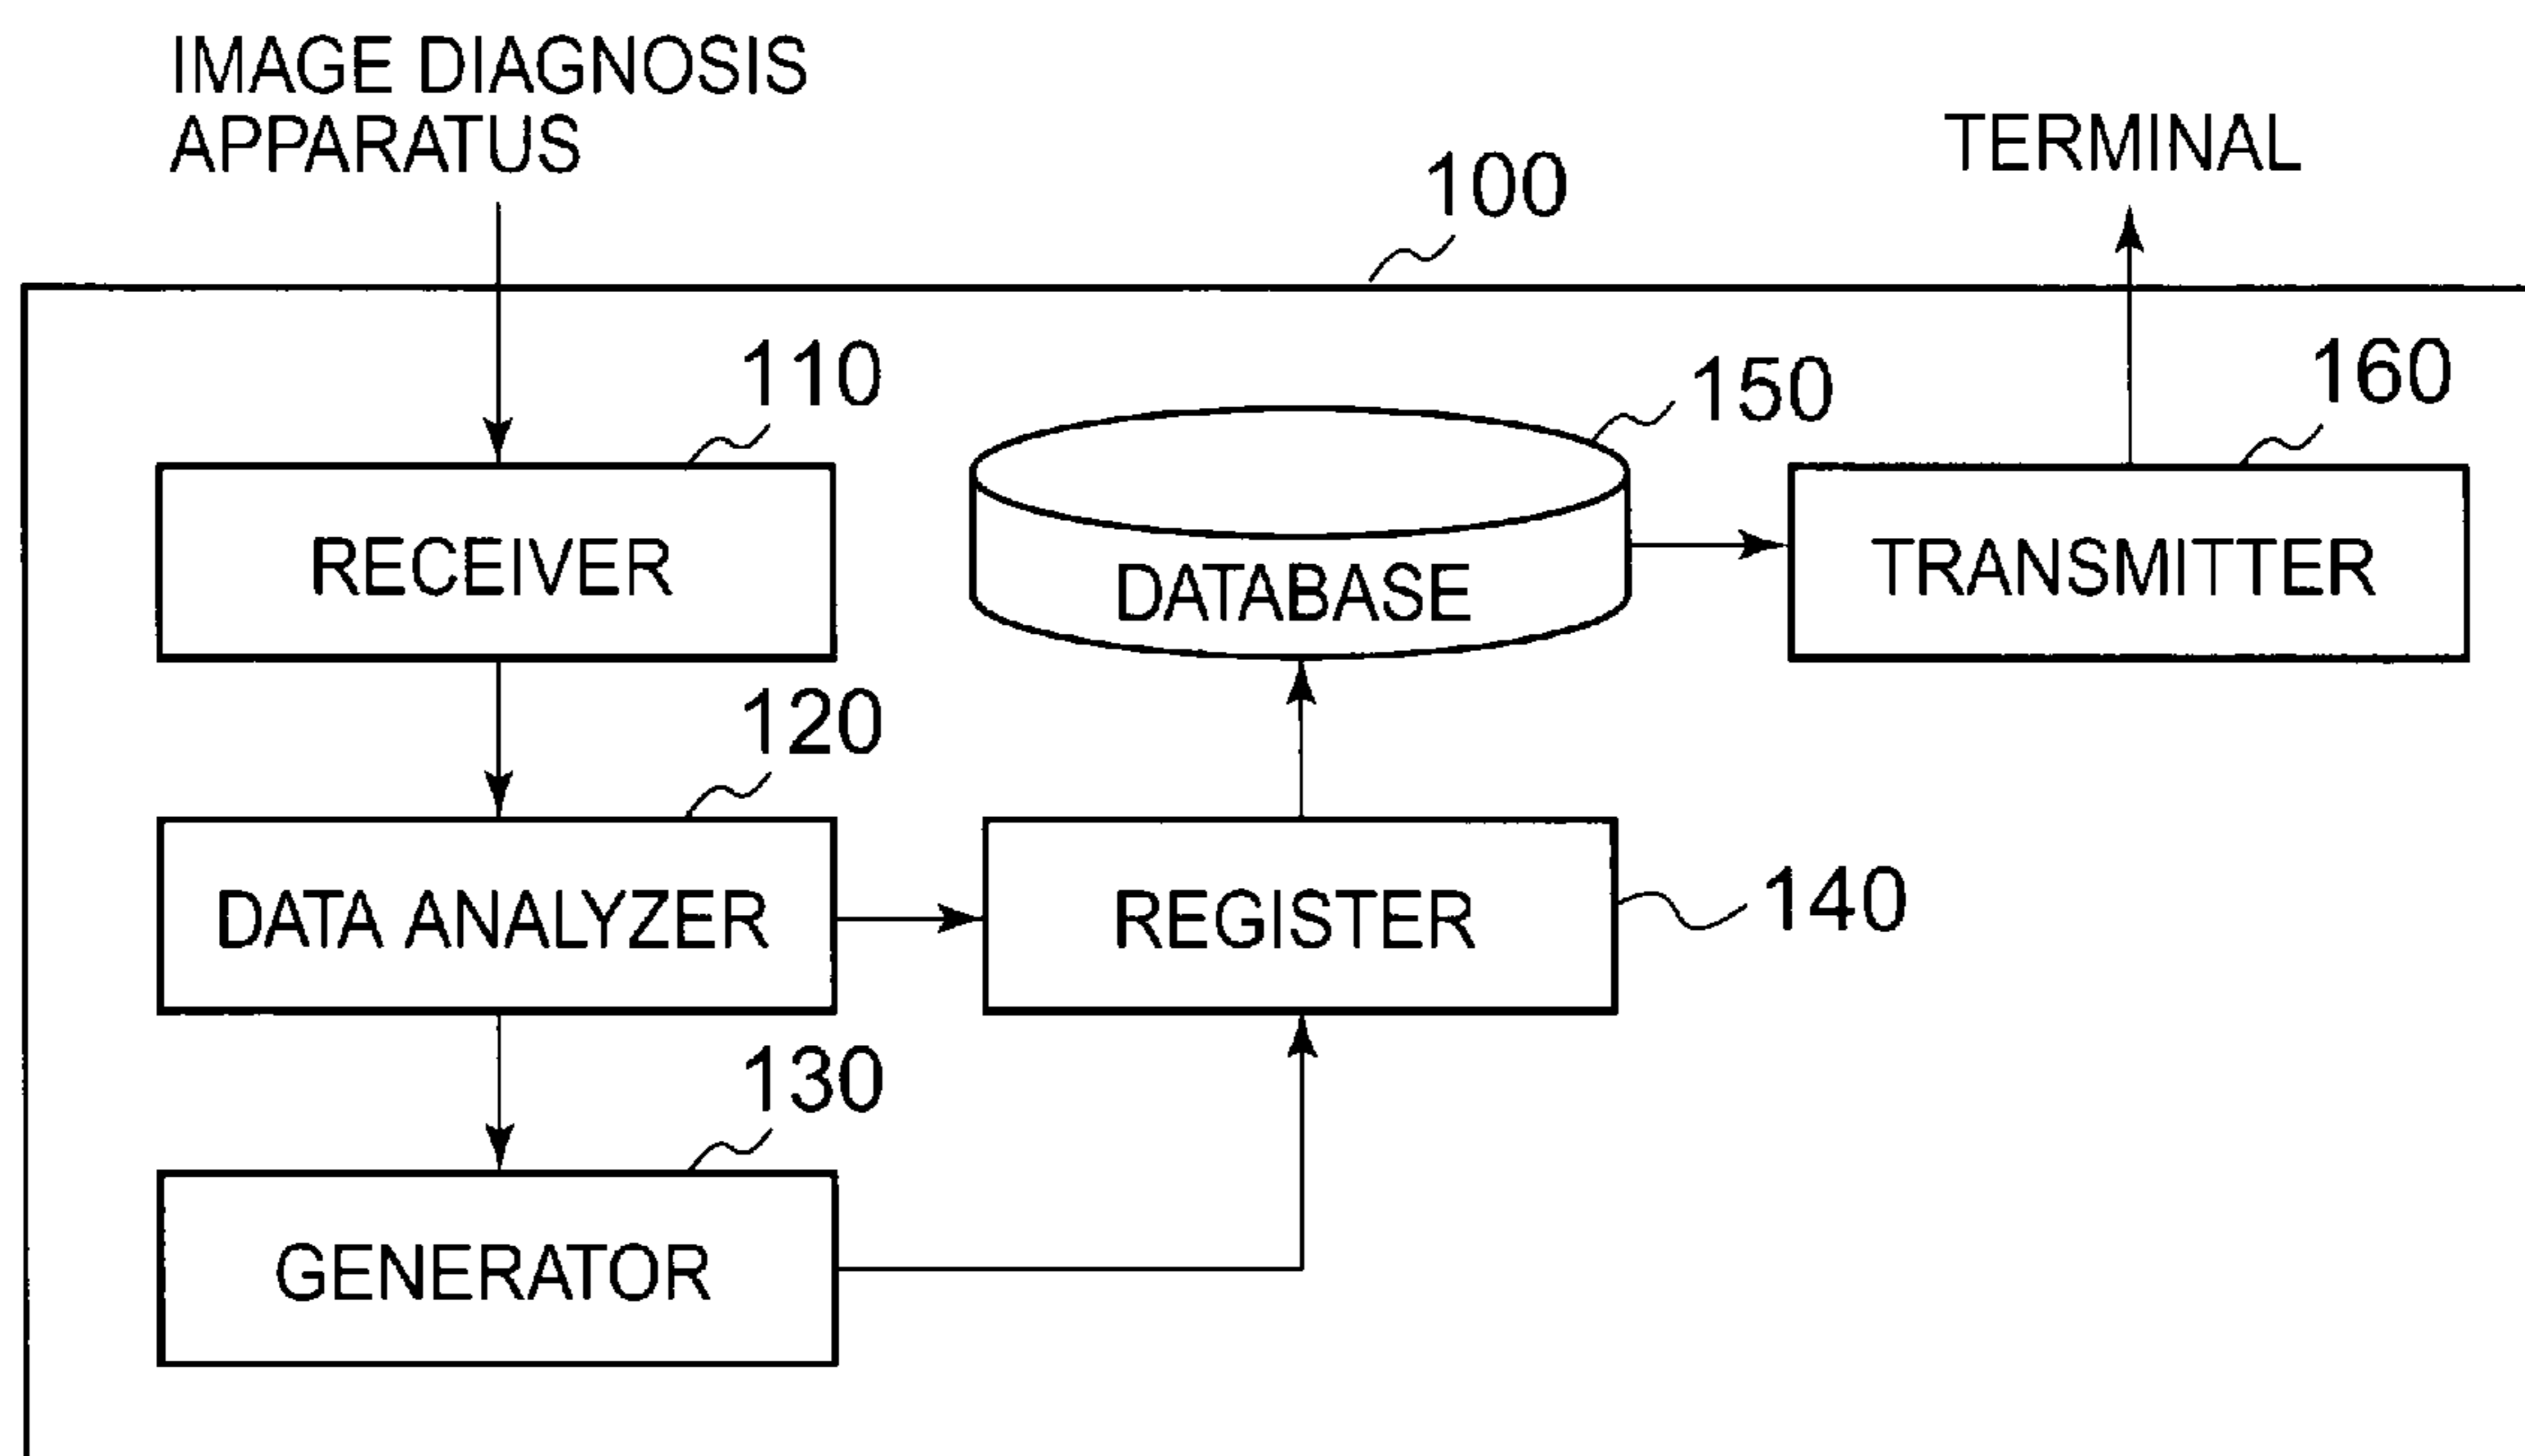 IMAGE DIAGNOSIS
APPARATUS
TERMINAL
100
110
150
160
RECEIVER
DATABASE
TRANSMITTER
120
DATA ANALYZER
REGISTER
140
130
GENERATOR